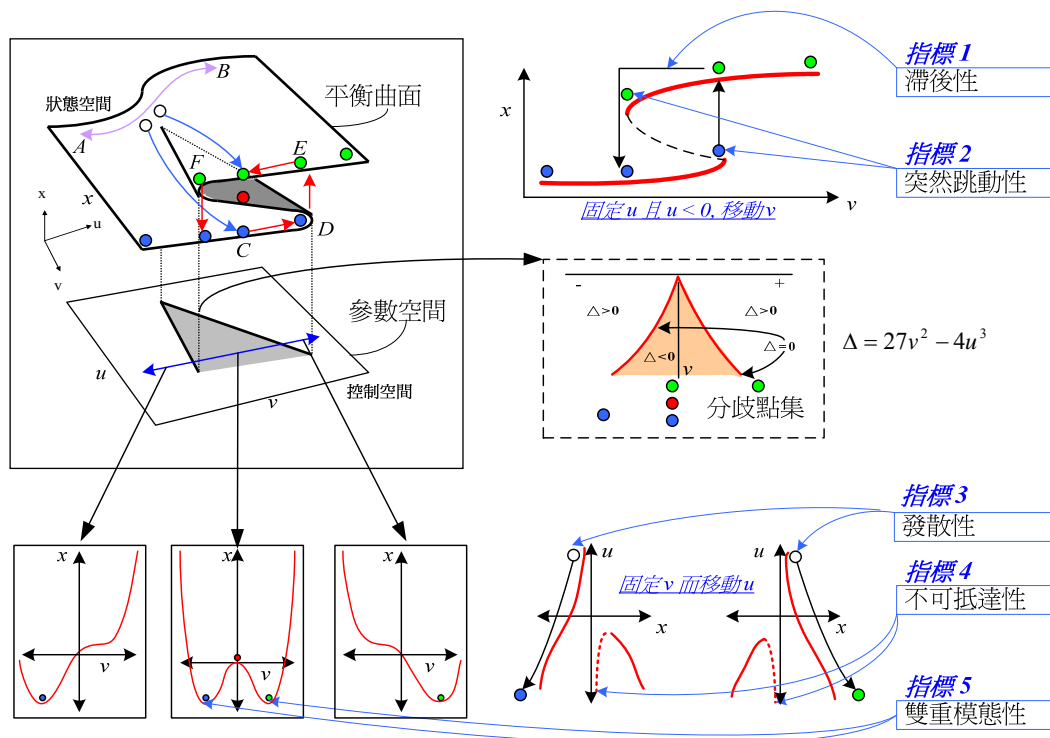 狀態空間
B
平衡曲面
A
F
E
x
C
D
x
u
v
參數空間
u
v
控制空間
x
v
固定 u 且 u < 0, 移動 v
指標 1
滯後性
指標 2
突然跳動性
-
+
△>0
△>0
△<0
△=0
v
分歧點集
Δ = 27v² − 4u³
x
v
x
v
x
v
u
x
固定 v 而移動 u
u
x
指標 3
發散性
指標 4
不可抵達性
指標 5
雙重模態性